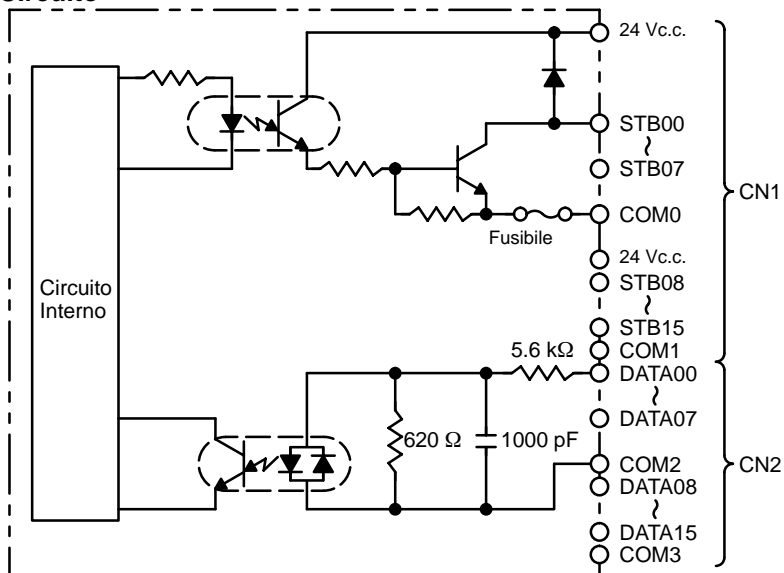 Circuito
24 Vc.c.
STB00
~
STB07
CN1
COM0
Fusibile
24 Vc.c.
STB08
~
Circuito
Interno
STB15
5.6 kΩ
COM1
DATA00
~
DATA07
620 Ω
1000 pF
COM2
CN2
DATA08
~
DATA15
COM3